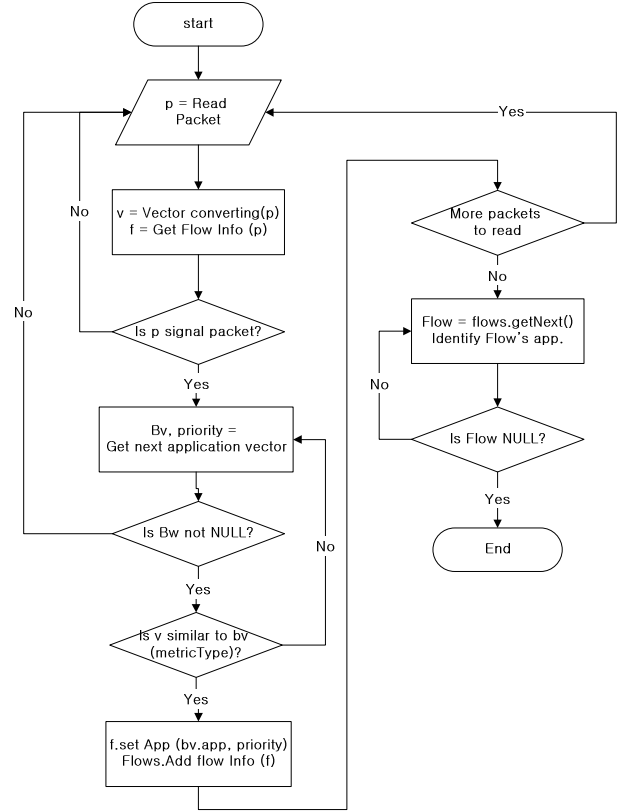 start
p = Read
Packet
Yes
v = Vector converting(p)
f = Get Flow Info (p)
No
More packets
to read
No
No
Is p signal packet?
Flow = flows.getNext()
Identify Flow's app.
Yes
No
Bv, priority =
Get next application vector
Is Flow NULL?
Yes
Is Bw not NULL?
No
End
Yes
Is v similar to bv
(metricType)?
Yes
f.set App (bv.app, priority)
Flows.Add flow Info (f)